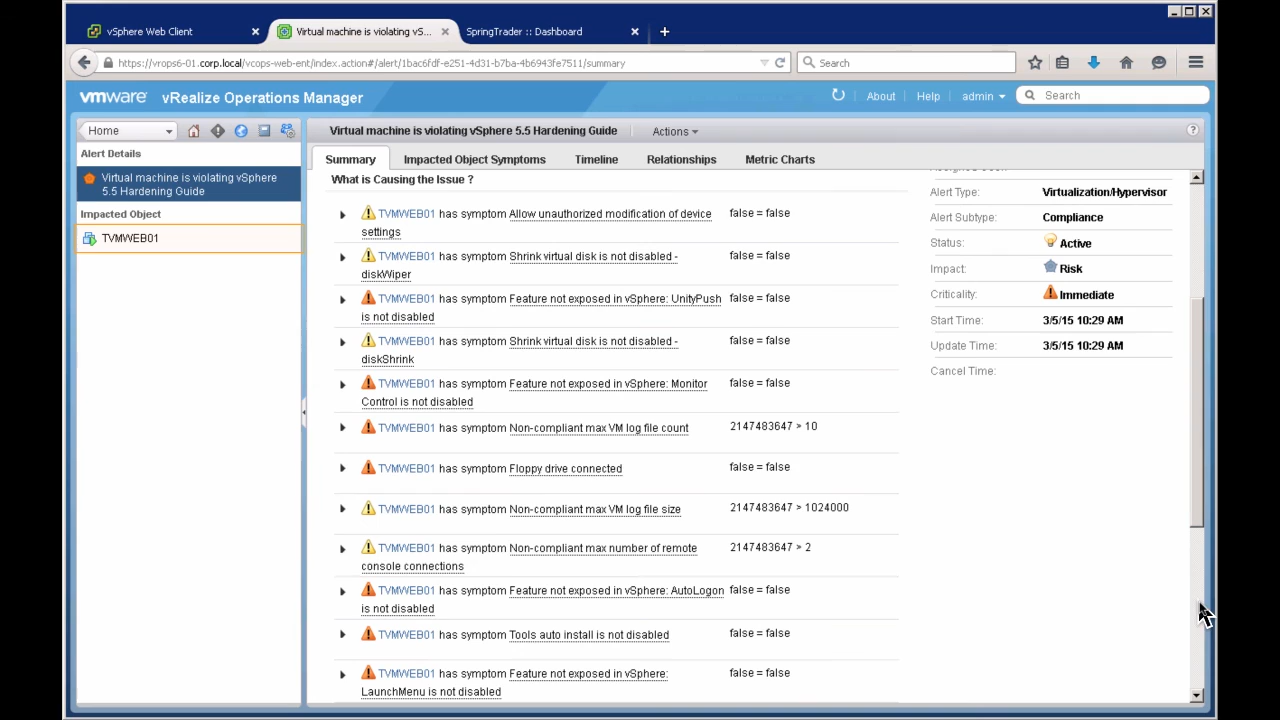 vSphere Web Client
Virtual machine is violating vS...
SpringTrader :: Dashboard
https://vrops6-01.corp.local/vcops-web-ent/index.action#/alert/1bac6fdf-e251-4d31-b7ba-4b6943fe7511/summary
Search
vmware vRealize Operations Manager
About
Help
admin
Search
Home
Alert Details
Virtual machine is violating vSphere
5.5 Hardening Guide
Impacted Object
TVMWEB01
Virtual machine is violating vSphere 5.5 Hardening Guide
Actions
?
Summary
Impacted Object Symptoms
Timeline
Relationships
Metric Charts
What is Causing the Issue ?
TVMWEB01 has symptom Allow unauthorized modification of device false = false
settings
TVMWEB01 has symptom Shrink virtual disk is not disabled - false = false
diskWiper
TVMWEB01 has symptom Feature not exposed in vSphere: UnityPush false = false
is not disabled
TVMWEB01 has symptom Shrink virtual disk is not disabled - false = false
diskShrink
TVMWEB01 has symptom Feature not exposed in vSphere: Monitor false = false
Control is not disabled
TVMWEB01 has symptom Non-compliant max VM log file count 2147483647 > 10
TVMWEB01 has symptom Floppy drive connected false = false
TVMWEB01 has symptom Non-compliant max VM log file size 2147483647 > 1024000
TVMWEB01 has symptom Non-compliant max number of remote 2147483647 > 2
console connections
TVMWEB01 has symptom Feature not exposed in vSphere: AutoLogon false = false
is not disabled
TVMWEB01 has symptom Tools auto install is not disabled false = false
TVMWEB01 has symptom Feature not exposed in vSphere: false = false
LaunchMenu is not disabled
Alert Type: Virtualization/Hypervisor
Alert Subtype: Compliance
Status: Active
Impact: Risk
Criticality: Immediate
Start Time: 3/5/15 10:29 AM
Update Time: 3/5/15 10:29 AM
Cancel Time: